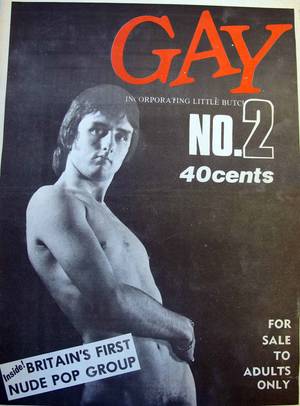 GAY
INCORPORATING LITTLE BUTCH
NO.2
40cents
Inside! BRITAIN'S FIRST
NUDE POP GROUP
FOR
SALE
TO
ADULTS
ONLY